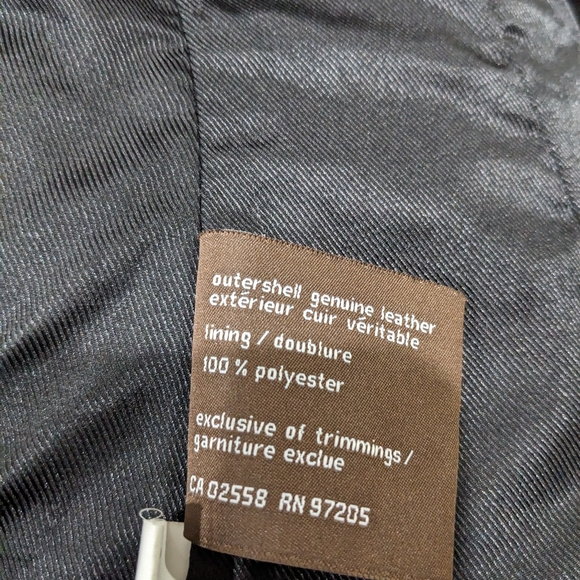 outershell genuine leather
extérieur cuir véritable
lining / doublure
100 % polyester
exclusive of trimmings /
garniture exclue
CA 02558 RN 97205